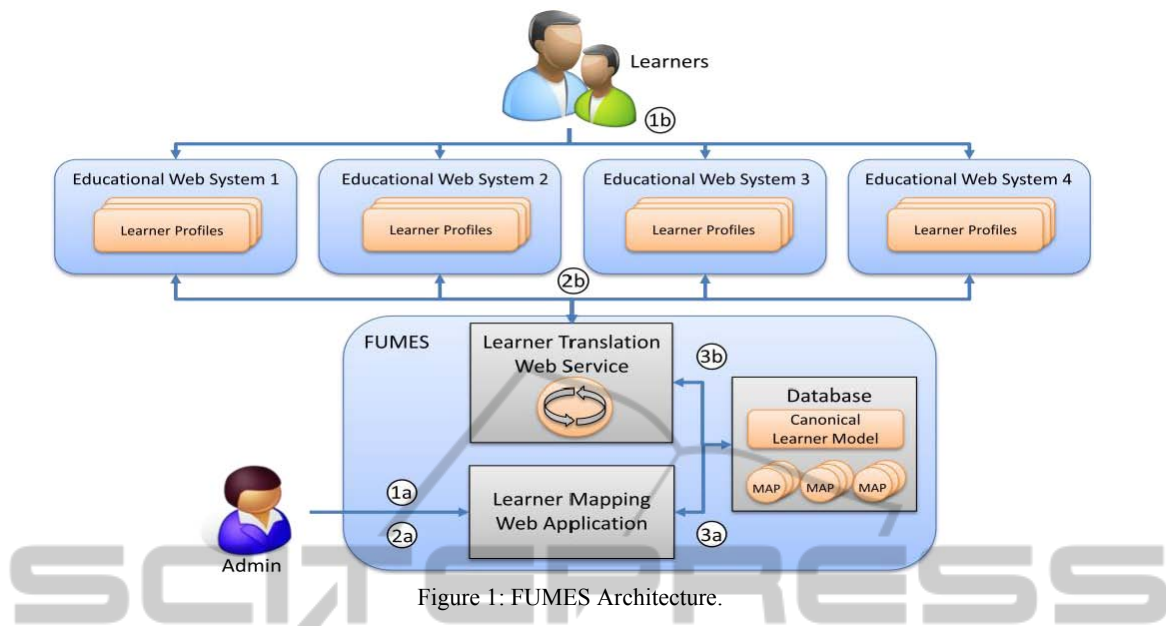 Learners
1b
Educational Web System 1
Educational Web System 2
Educational Web System 3
Educational Web System 4
Learner Profiles
Learner Profiles
Learner Profiles
Learner Profiles
2b
FUMES
Learner Translation
Web Service
3b
Database
Canonical
Learner Model
MAP
MAP
MAP
1a
Learner Mapping
Web Application
2a
3a
Admin
SCITEPRESS
Figure 1: FUMES Architecture.